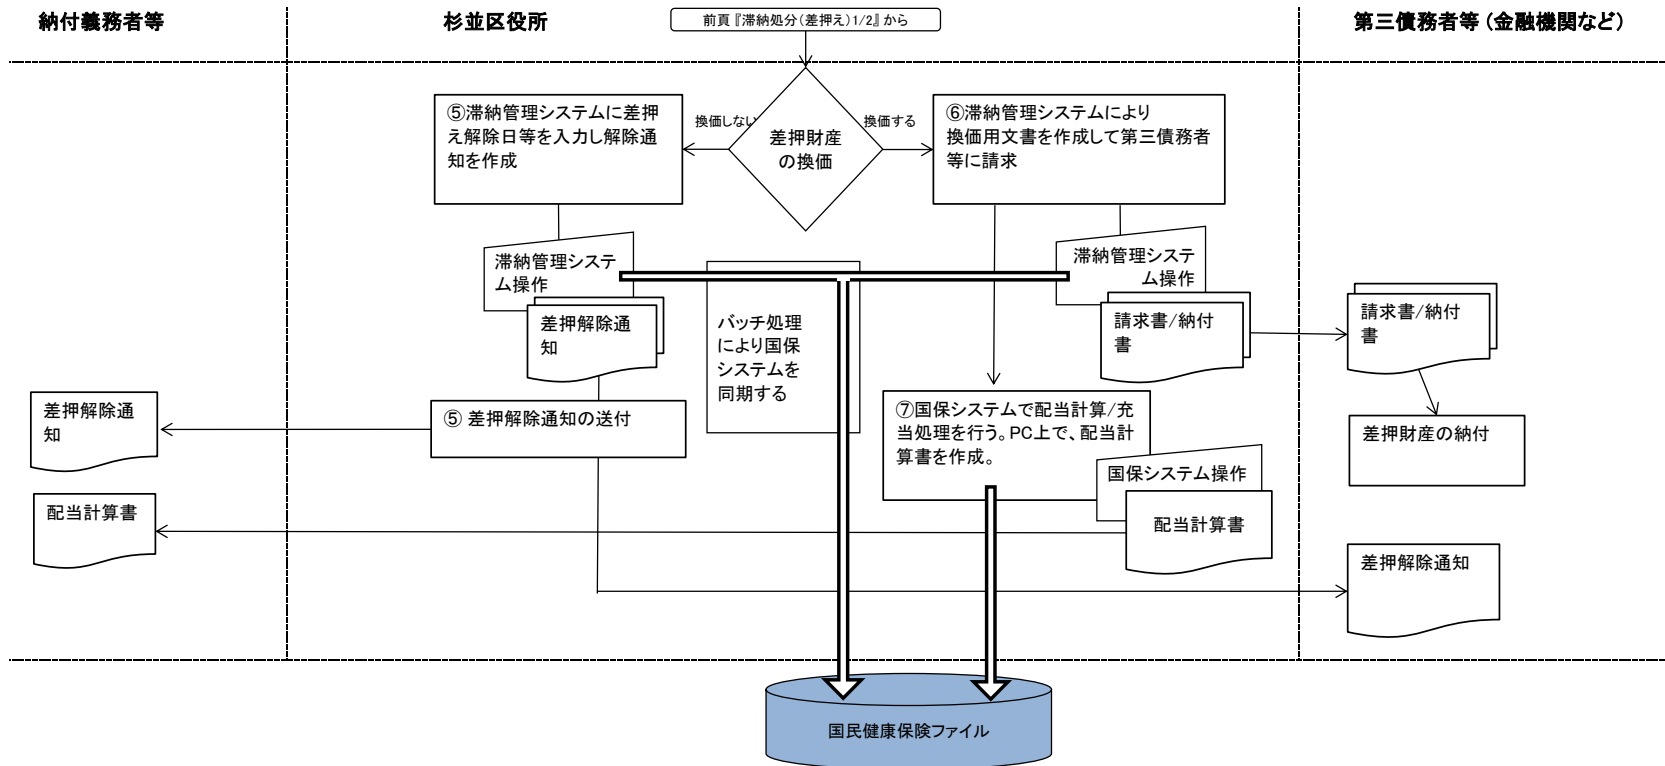 納付義務者等
杉並区役所
前頁『滞納処分(差押え)1/2』から
第三債務者等(金融機関など)
⑤滞納管理システムに差押
え解除日等を入力し解除通
知を作成
換価しない
差押財産
の換価
換価する
⑥滞納管理システムにより
換価用文書を作成して第三債務者
等に請求
滞納管理システ
ム操作
差押解除通
知
バッチ処理
により国保
システムを
同期する
滞納管理システ
ム操作
請求書/納付
書
請求書/納付
書
差押解除通
知
⑤ 差押解除通知の送付
⑦国保システムで配当計算/充
当処理を行う。PC上で、配当計
算書を作成。
差押財産の納付
国保システム操作
配当計算書
配当計算書
差押解除通知
国民健康保険ファイル